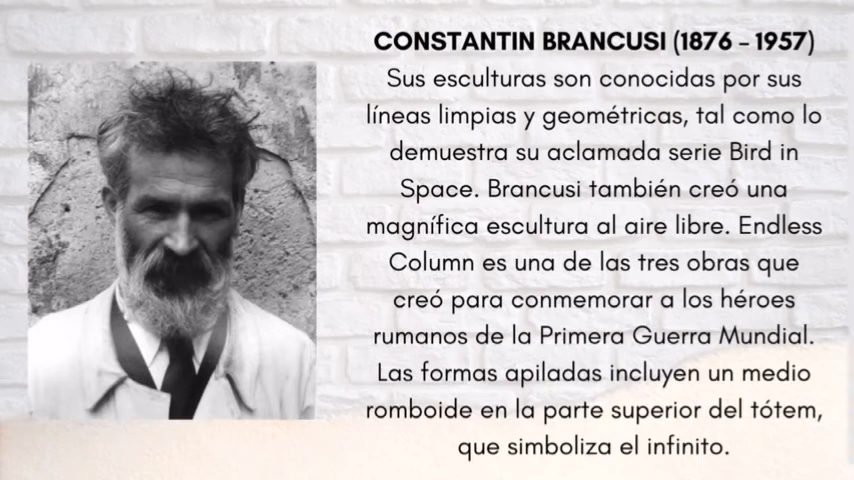 CONSTANTIN BRANCUSI (1876 – 1957)
Sus esculturas son conocidas por sus
líneas limpias y geométricas, tal como lo
demuestra su aclamada serie Bird in
Space. Brancusi también creó una
magnífica escultura al aire libre. Endless
Column es una de las tres obras que
creó para conmemorar a los héroes
rumanos de la Primera Guerra Mundial.
Las formas apiladas incluyen un medio
romboide en la parte superior del tótem,
que simboliza el infinito.